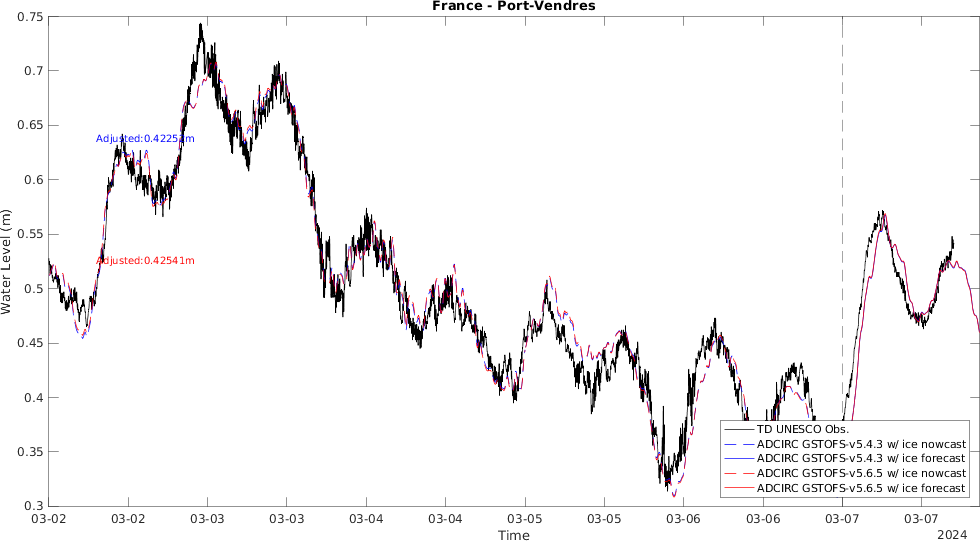 France - Port-Vendres
0.75
0.7
0.65
0.6
0.55
0.5
0.45
0.4
0.35
0.3
Water Level (m)
Adjusted:0.42251m
Adjusted:0.42541m
TD UNESCO Obs.
ADCIRC GSTOFS-v5.4.3 w/ ice nowcast
ADCIRC GSTOFS-v5.4.3 w/ ice forecast
ADCIRC GSTOFS-v5.6.5 w/ ice nowcast
ADCIRC GSTOFS-v5.6.5 w/ ice forecast
03-02 03-02 03-03 03-03 03-04 03-04 03-05 03-05 03-06 03-06 03-07 03-07
Time
2024